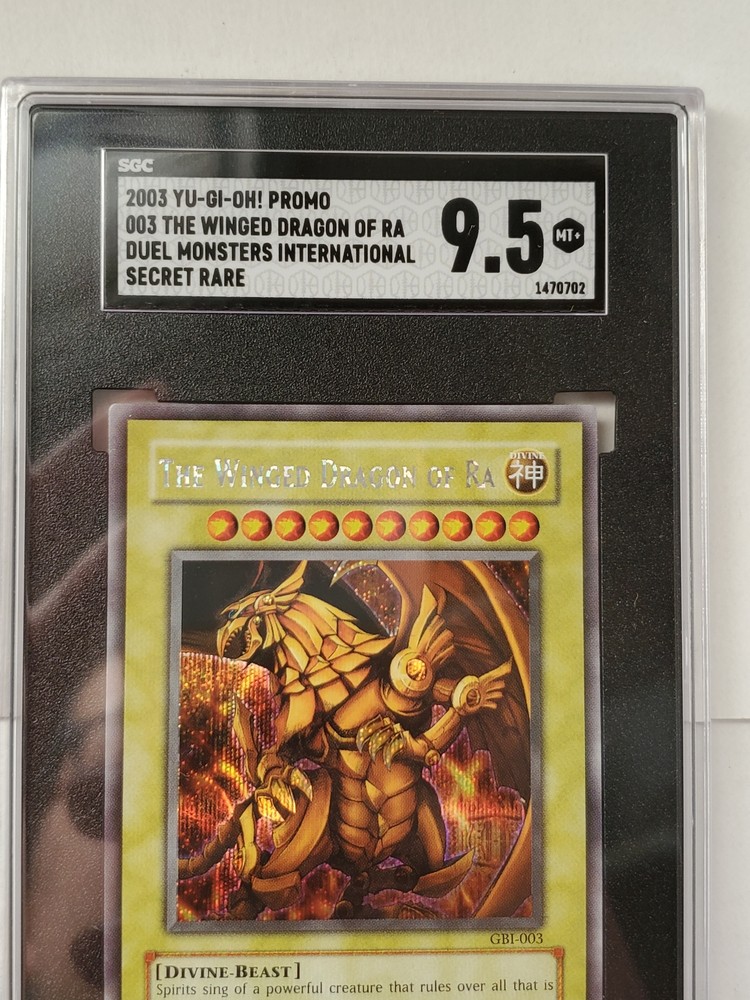 SGC
2003 YU-GI-OH! PROMO
003 THE WINGED DRAGON OF RA
DUEL MONSTERS INTERNATIONAL
SECRET RARE
9.5
MT+
1470702
THE WINGED DRAGON OF RA
DIVINE
神
GBI-003
[DIVINE-BEAST]
Spirits sing of a powerful creature that rules over all that is